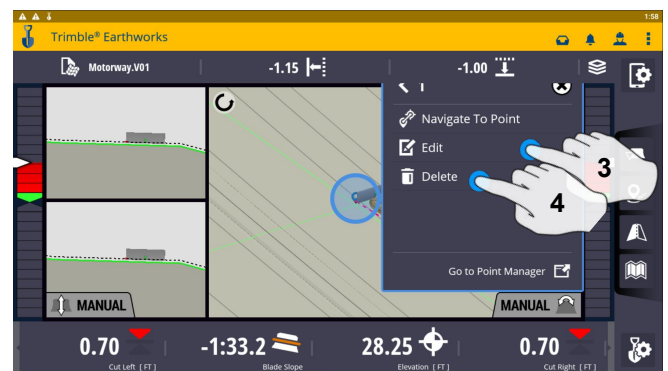 1:58
Trimble® Earthworks
Motorway.V01
-1.15
-1.00
1
Navigate To Point
Edit
3
Delete
4
Go to Point Manager
MANUAL
MANUAL
0.70
-1:33.2
28.25
0.70
Cut Left [FT]
Blade Slope
Elevation [FT]
Cut Right [FT]